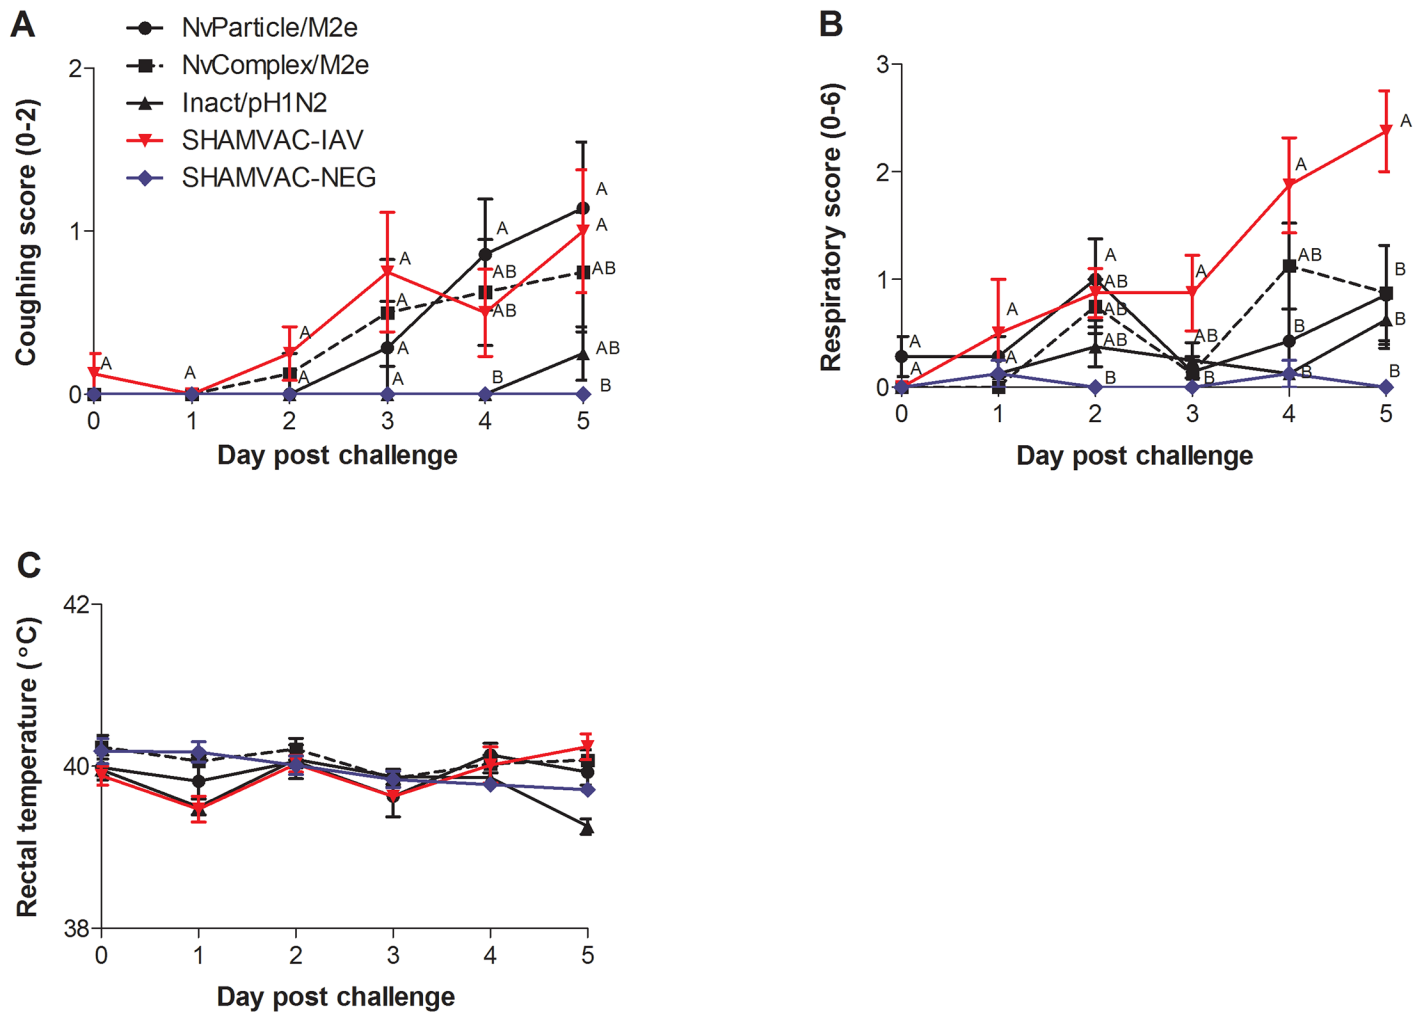 A
NvParticle/M2e
NvComplex/M2e
Inact/pH1N2
SHAMVAC-IAV
SHAMVAC-NEG
Coughing score (0-2)
2
1
0
A
A
A
A
A
A
A
A
A
AB
AB
B
A
A
AB
AB
B
0 1 2 3 4 5
Day post challenge
B
Respiratory score (0-6)
3
2
1
0
A
A
A
A
A
AB
AB
AB
B
A
AB
B
A
AB
B
B
A
B
B
B
0 1 2 3 4 5
Day post challenge
C
Rectal temperature (°C)
42
40
38
0 1 2 3 4 5
Day post challenge